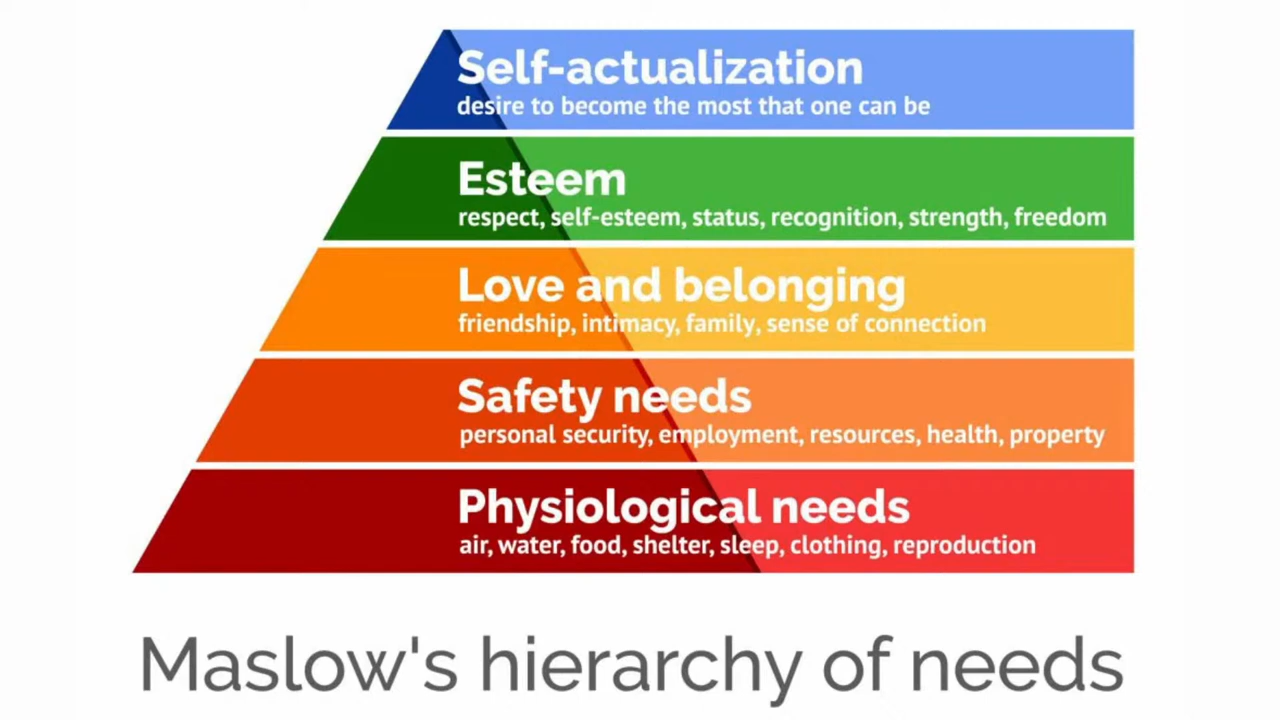 Self-actualization
desire to become the most that one can be
Esteem
respect, self-esteem, status, recognition, strength, freedom
Love and belonging
friendship, intimacy, family, sense of connection
Safety needs
personal security, employment, resources, health, property
Physiological needs
air, water, food, shelter, sleep, clothing, reproduction
Maslow's hierarchy of needs